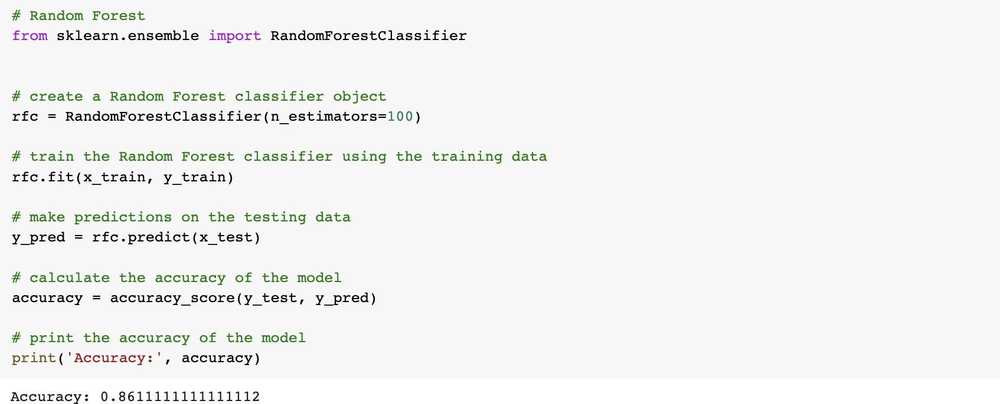 # Random Forest
from sklearn.ensemble import RandomForestClassifier
# create a Random Forest classifier object
rfc = RandomForestClassifier(n_estimators=100)
# train the Random Forest classifier using the training data
rfc.fit(x_train, y_train)
# make predictions on the testing data
y_pred = rfc.predict(x_test)
# calculate the accuracy of the model
accuracy = accuracy_score(y_test, y_pred)
# print the accuracy of the model
print('Accuracy:', accuracy)
Accuracy: 0.8611111111111112